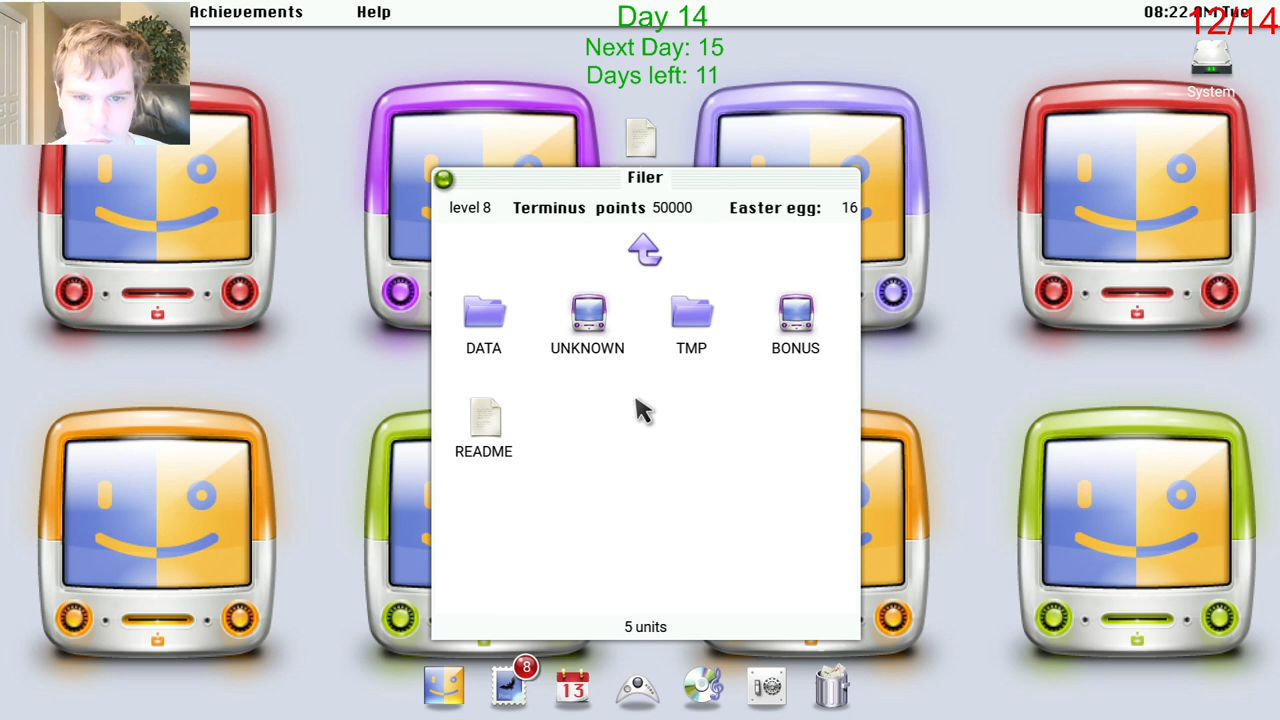 Achievements Help
Day 14
08:22 AM Tue
12/14
Next Day: 15
Days left: 11
System
Filer
level 8 Terminus points 50000 Easter egg: 16
DATA UNKNOWN TMP BONUS
README
5 units
8
13